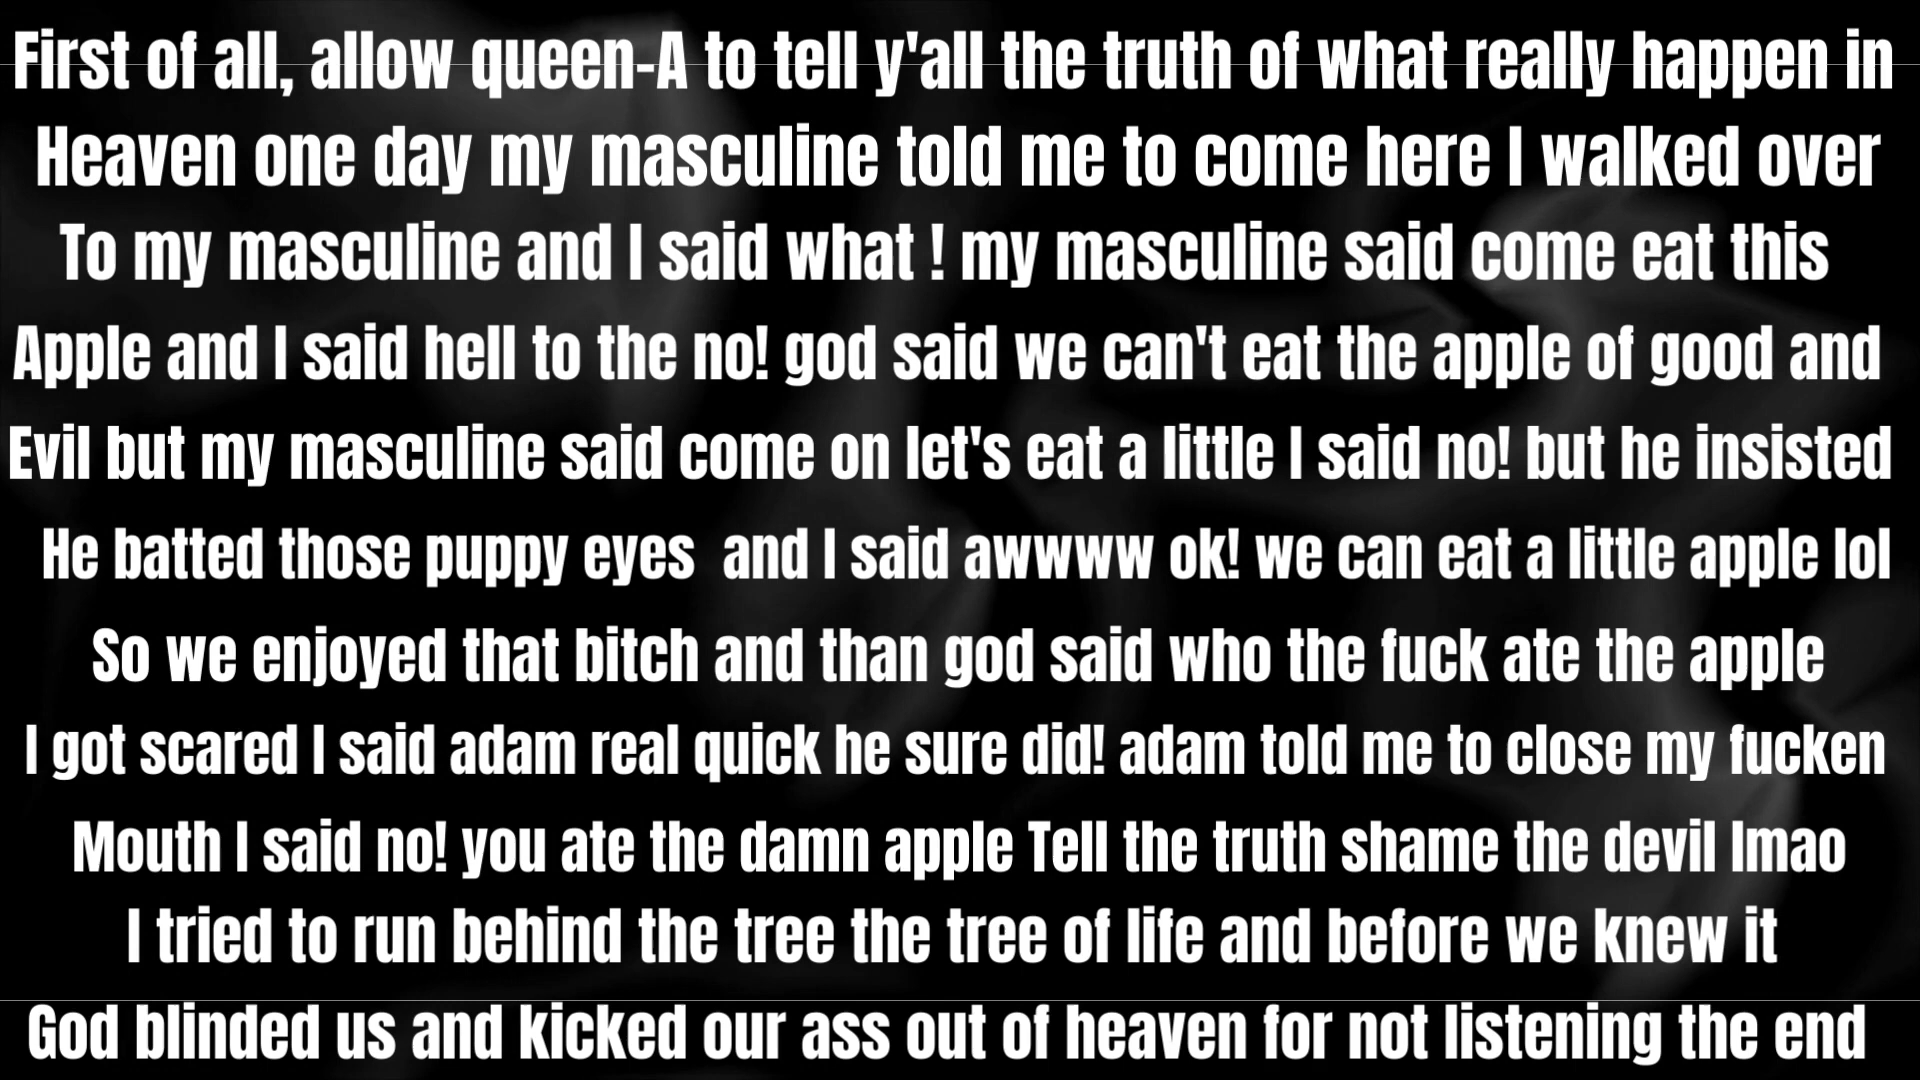 First of all, allow queen-A to tell y'all the truth of what really happen in
Heaven one day my masculine told me to come here I walked over
To my masculine and I said what ! my masculine said come eat this
Apple and I said hell to the no! god said we can't eat the apple of good and
Evil but my masculine said come on let's eat a little I said no! but he insisted
He batted those puppy eyes  and I said awwww ok! we can eat a little apple lol
So we enjoyed that bitch and than god said who the fuck ate the apple
I got scared I said adam real quick he sure did! adam told me to close my fucken
Mouth I said no! you ate the damn apple Tell the truth shame the devil lmao
I tried to run behind the tree the tree of life and before we knew it
God blinded us and kicked our ass out of heaven for not listening the end